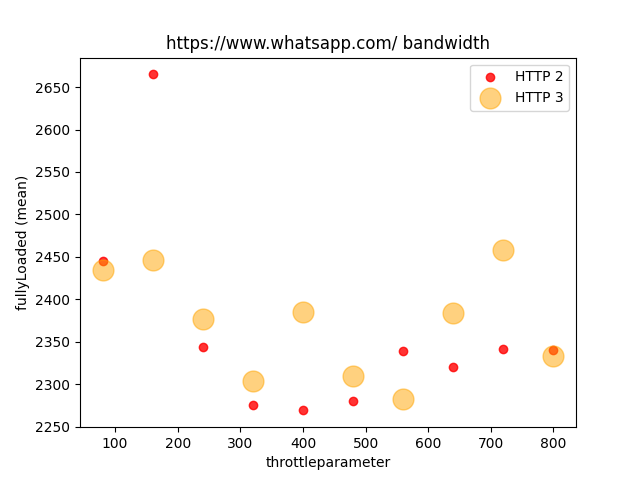 https://www.whatsapp.com/ bandwidth
HTTP 2
HTTP 3
fullyLoaded (mean)
2650
2600
2550
2500
2450
2400
2350
2300
2250
100 200 300 400 500 600 700 800
throttleparameter